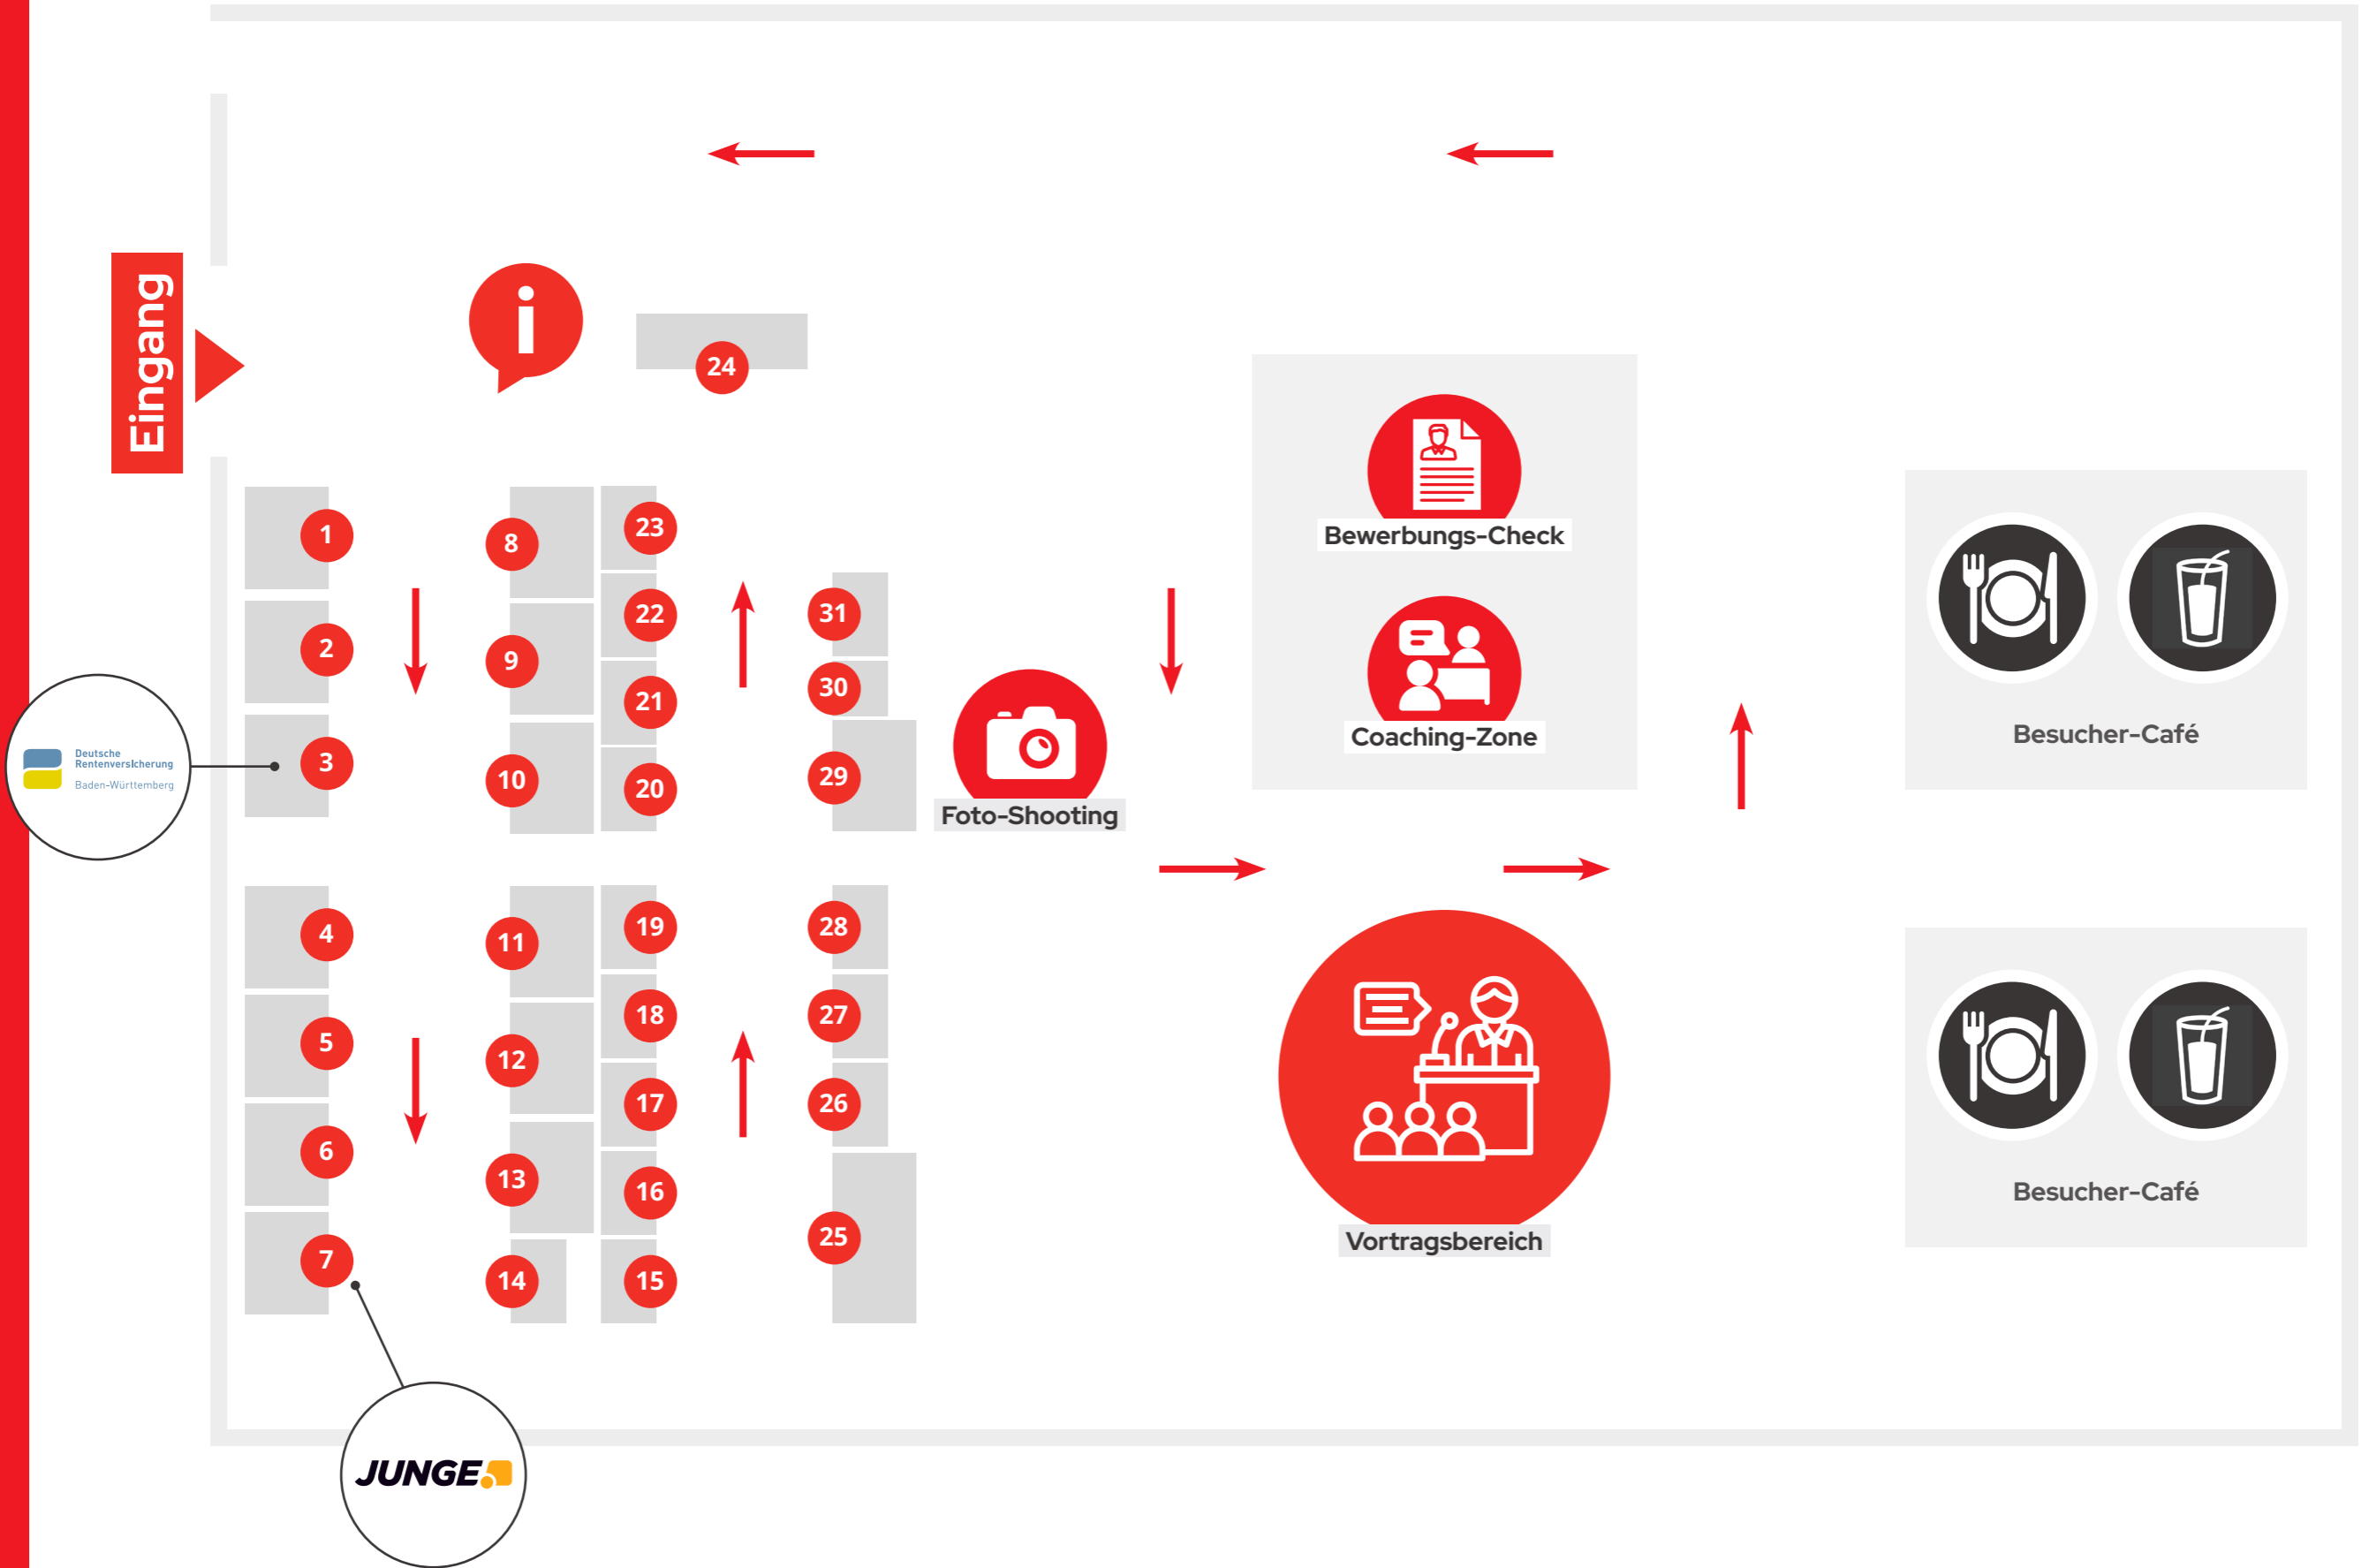 Eingang
i
24
1
8
23
2
9
22
31
3
10
21
30
20
29
Deutsche
Rentenversicherung
Baden-Württemberg
Foto-Shooting
Bewerbungs-Check
Coaching-Zone
Besucher-Café
4
11
19
28
5
12
18
27
6
13
17
26
7
14
16
25
15
Vortragsbereich
Besucher-Café
JUNGE